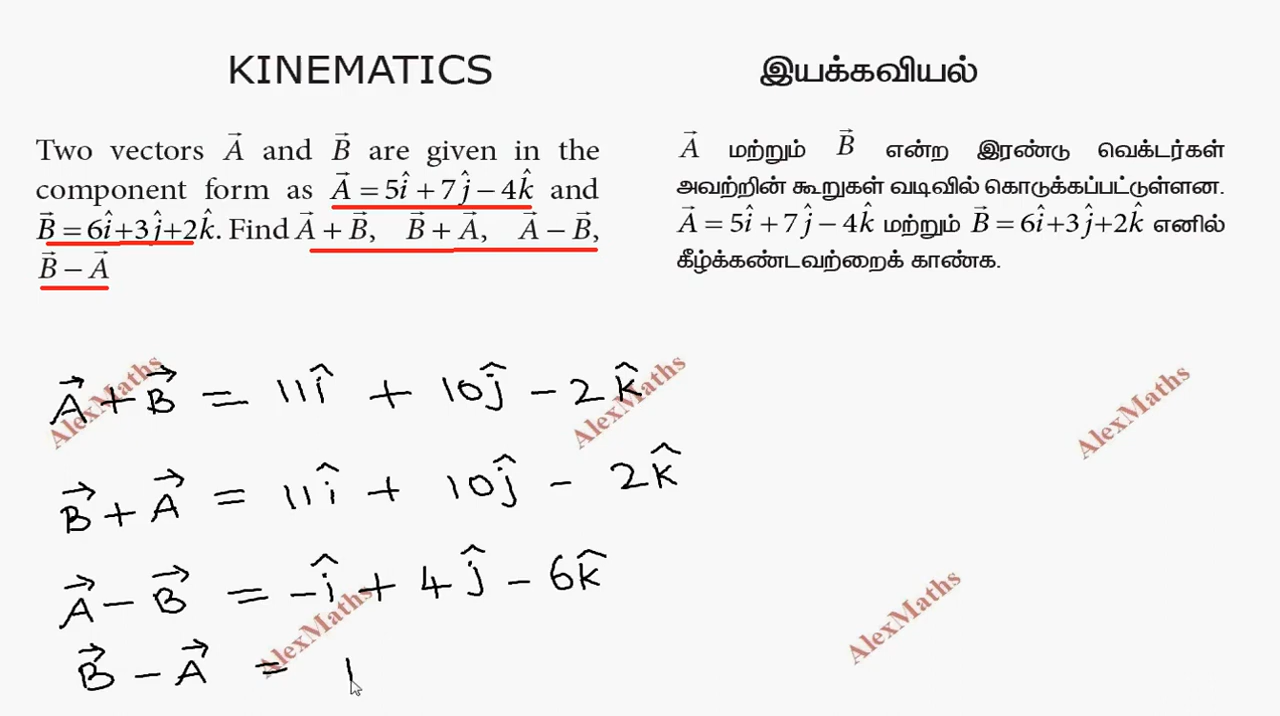 KINEMATICS
இயக்கவியல்
Two vectors A⃗ and B⃗ are given in the
component form as A⃗ = 5î + 7ĵ − 4k̂ and
B⃗ = 6î+3ĵ+2k̂. Find A⃗ + B⃗, B⃗ + A⃗, A⃗ − B⃗,
B⃗ − A⃗
A⃗ மற்றும் B⃗ என்ற இரண்டு வெக்டர்கள்
அவற்றின் கூறுகள் வடிவில் கொடுக்கப்பட்டுள்ளன.
A⃗ = 5î + 7ĵ − 4k̂ மற்றும் B⃗ = 6î+3ĵ+2k̂ எனில்
கீழ்க்கண்டவற்றைக் காண்க.
A⃗ + B⃗ = 11î + 10ĵ − 2k̂
B⃗ + A⃗ = 11î + 10ĵ − 2k̂
A⃗ − B⃗ = −î + 4ĵ − 6k̂
B⃗ − A⃗ =
AlexMaths
AlexMaths
AlexMaths
AlexMaths
AlexMaths